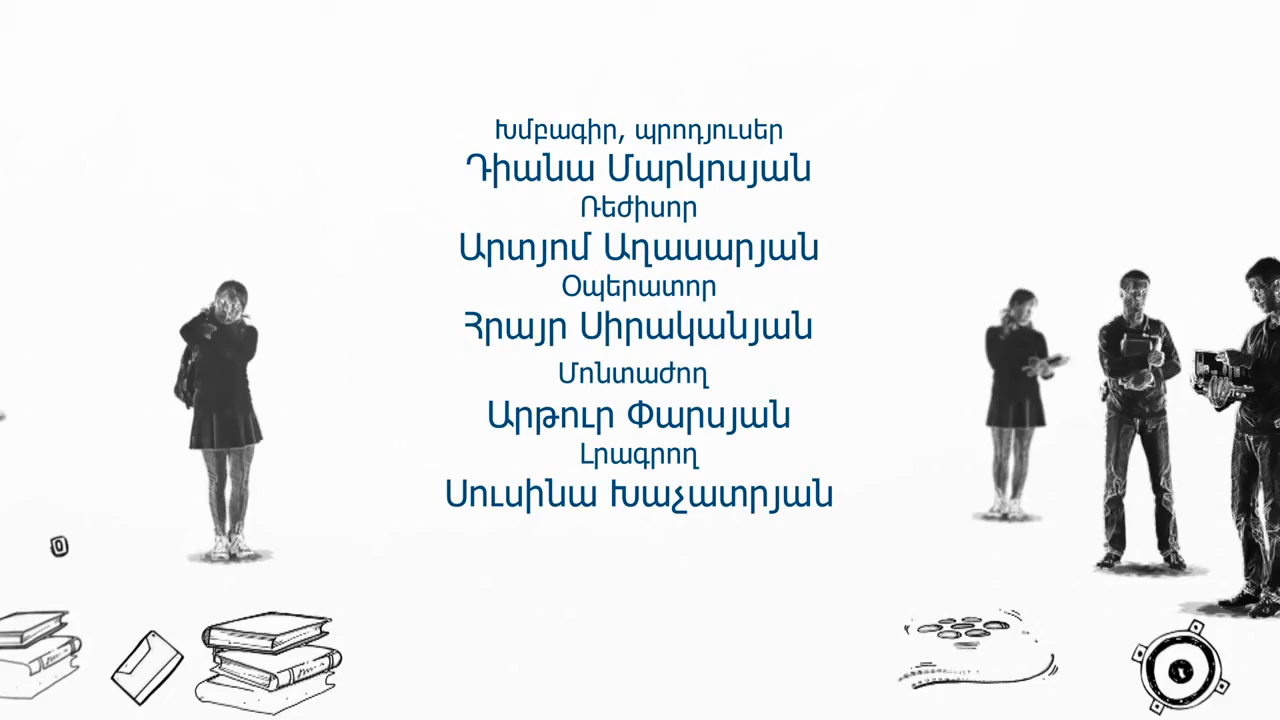 Խմբագիր, պրոդյուսեր
Դիանա Մարկոսյան
Ռեժիսոր
Արտյոմ Աղասարյան
Օպերատոր
Հրայր Սիրականյան
Մոնտաժող
Արթուր Փարսյան
Լրագրող
Սուսինա Խաչատրյան